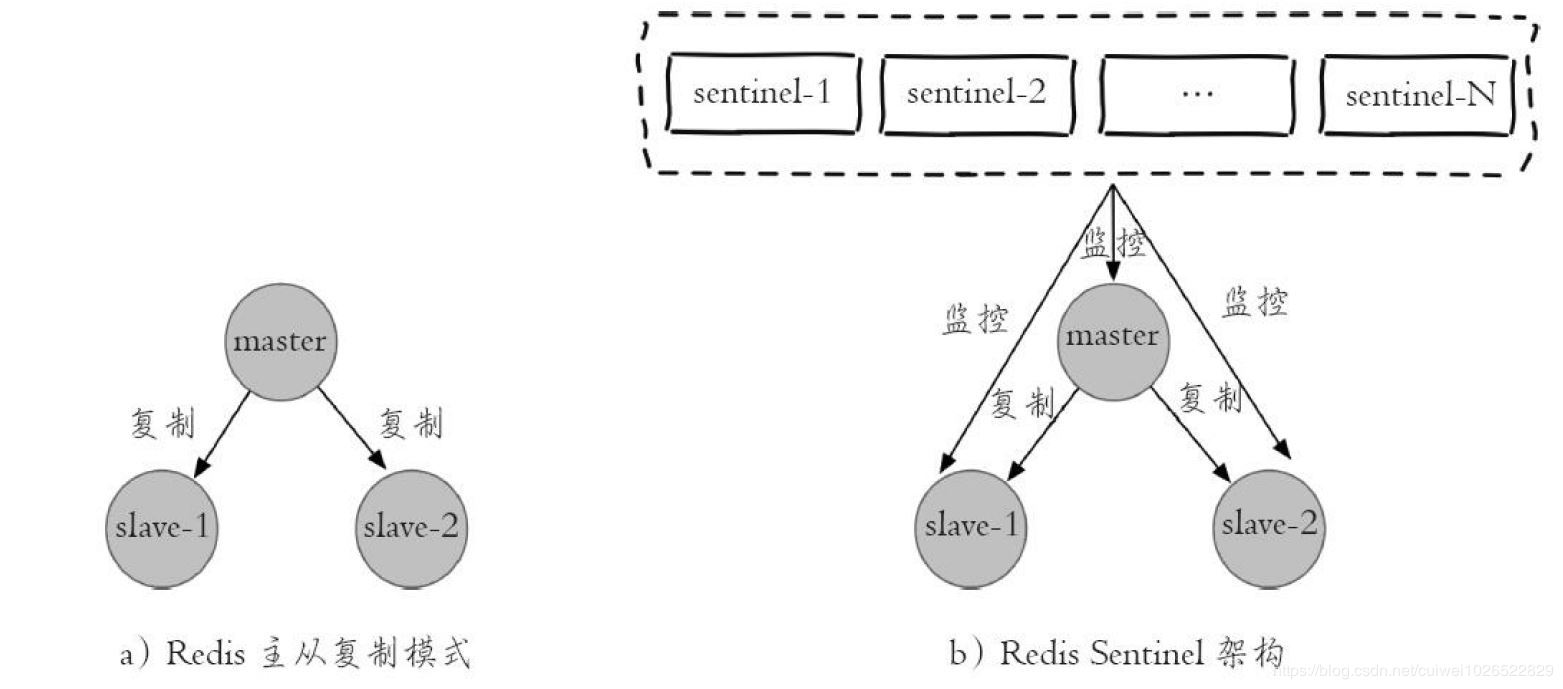 sentinel-1 sentinel-2 ... sentinel-N
监控
监控
监控
master
master
复制
复制
复制
复制
slave-1
slave-2
slave-1
slave-2
a) Redis 主从复制模式
b) Redis Sentinel 架构
https://blog.csdn.net/cuiwei1026522829